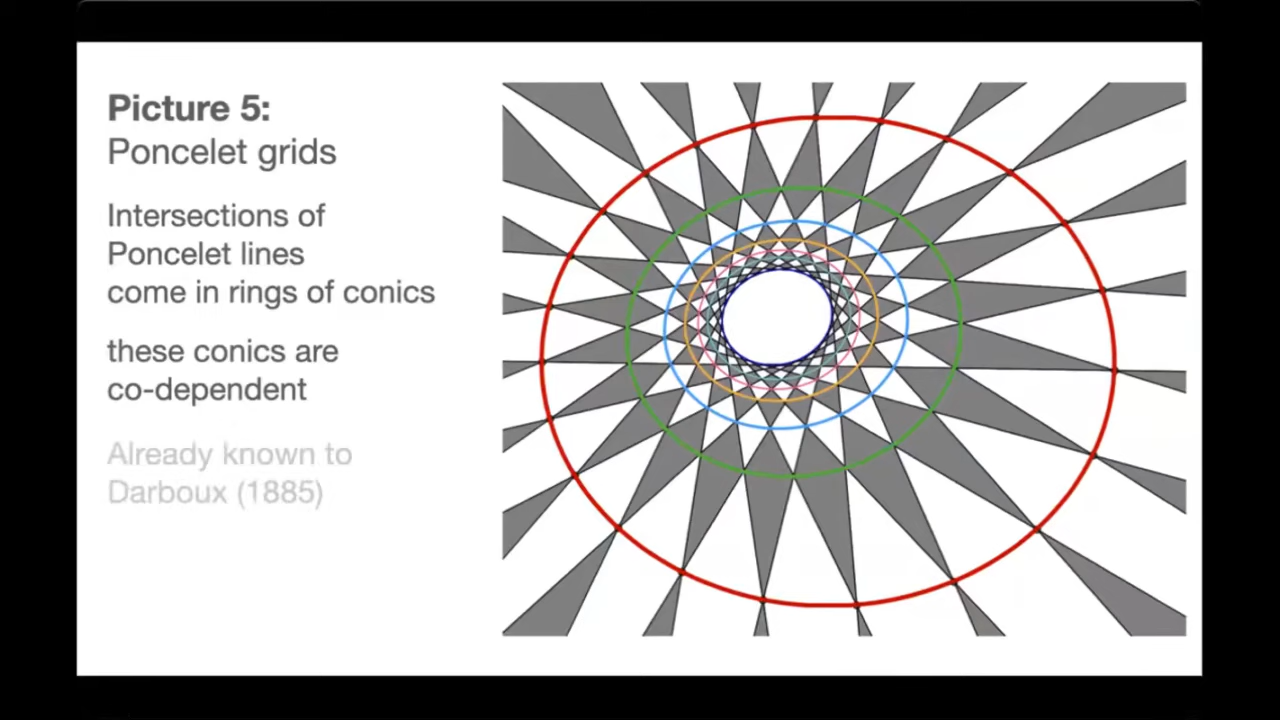 Picture 5:
Poncelet grids
Intersections of
Poncelet lines
come in rings of conics
these conics are
co-dependent
Already known to
Darboux (1885)